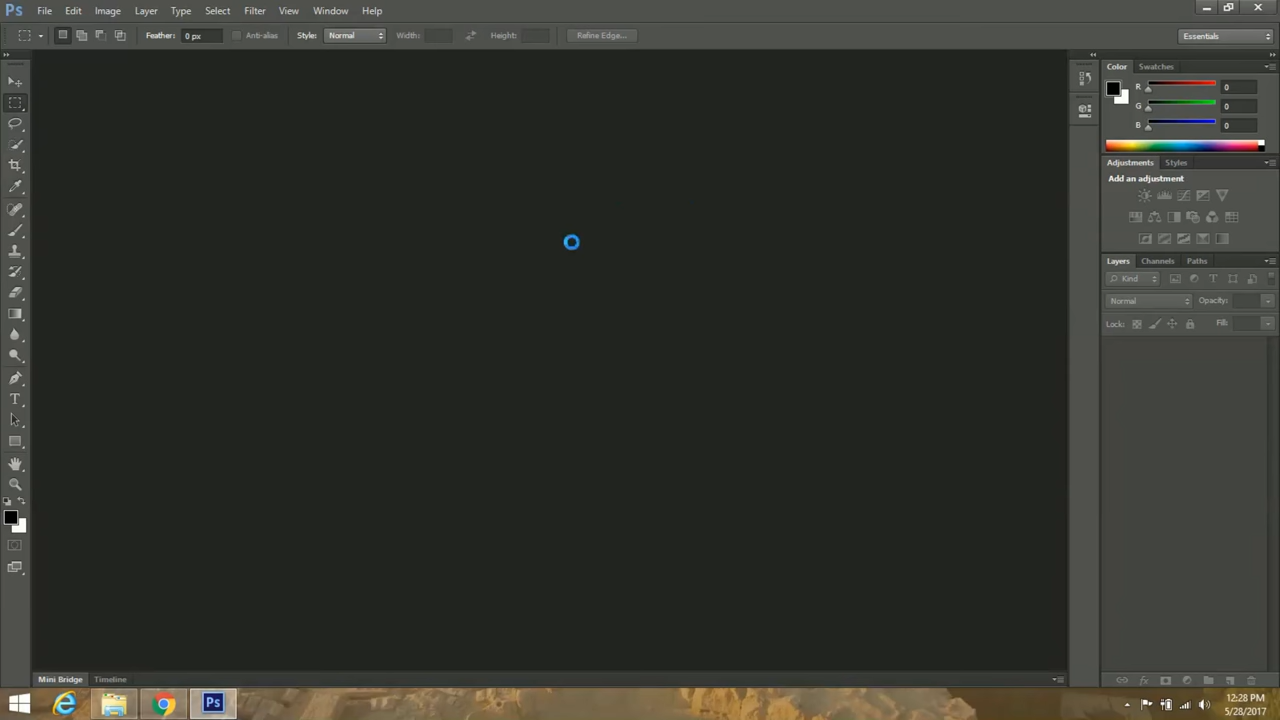 Ps File Edit Image Layer Type Select Filter View Window Help
Feather: 0 px Anti-alias Style: Normal Width: Height: Refine Edge... Essentials
Color Swatches
R 0
G 0
B 0
Adjustments Styles
Add an adjustment
Layers Channels Paths
Kind T
Normal Opacity:
Lock: Fill:
T
Mini Bridge Timeline
fx
Ps
12:28 PM
5/28/2017